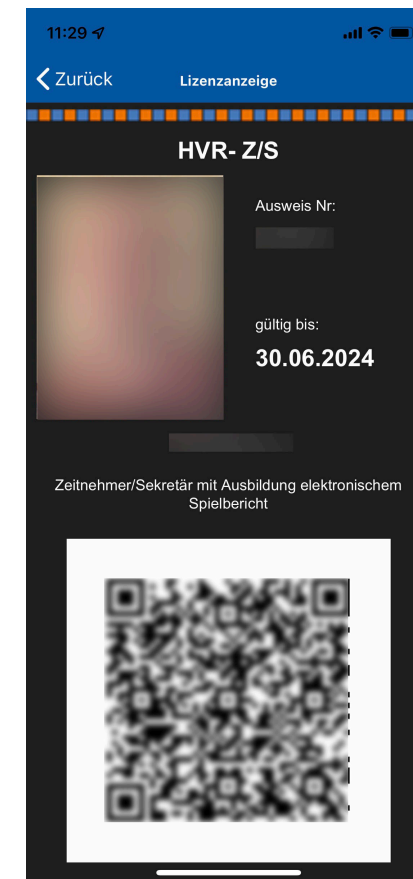 11:29
Zurück
Lizenzanzeige
HVR- Z/S
Ausweis Nr:
gültig bis:
30.06.2024
Zeitnehmer/Sekretär mit Ausbildung elektronischem
Spielbericht